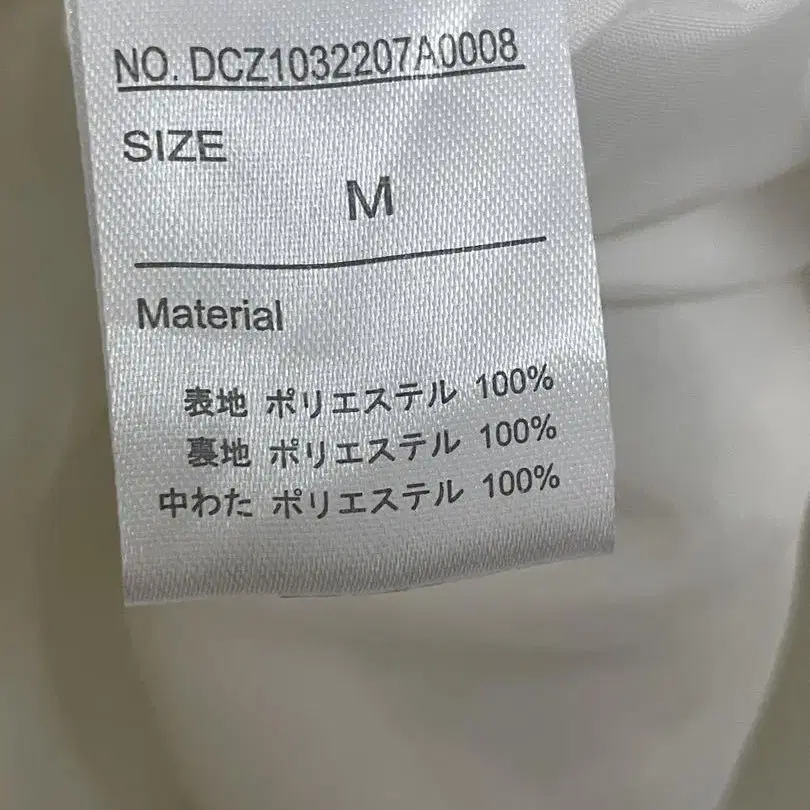 NO. DCZ1032207A0008
SIZE
M
Material
表地 ポリエステル 100%
裏地 ポリエステル 100%
中わた ポリエステル 100%